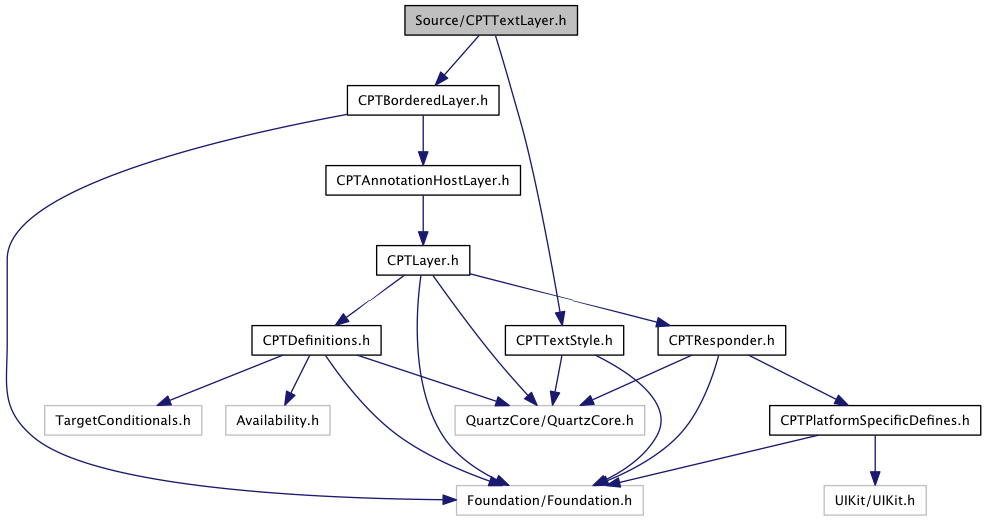 Source/CPTTextLayer.h
CPTBorderedLayer.h
CPTAnnotationHostLayer.h
CPTLayer.h
CPTDefinitions.h
CPTTextStyle.h
CPTResponder.h
TargetConditionals.h
Availability.h
QuartzCore/QuartzCore.h
CPTPlatformSpecificDefines.h
Foundation/Foundation.h
UIKit/UIKit.h